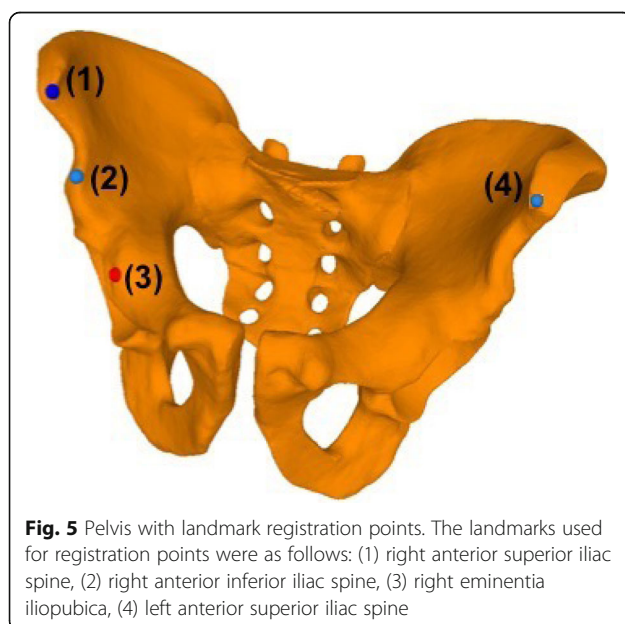 (1)
(2)
(4)
(3)
Fig. 5 Pelvis with landmark registration points. The landmarks used
for registration points were as follows: (1) right anterior superior iliac
spine, (2) right anterior inferior iliac spine, (3) right eminentia
iliopubica, (4) left anterior superior iliac spine